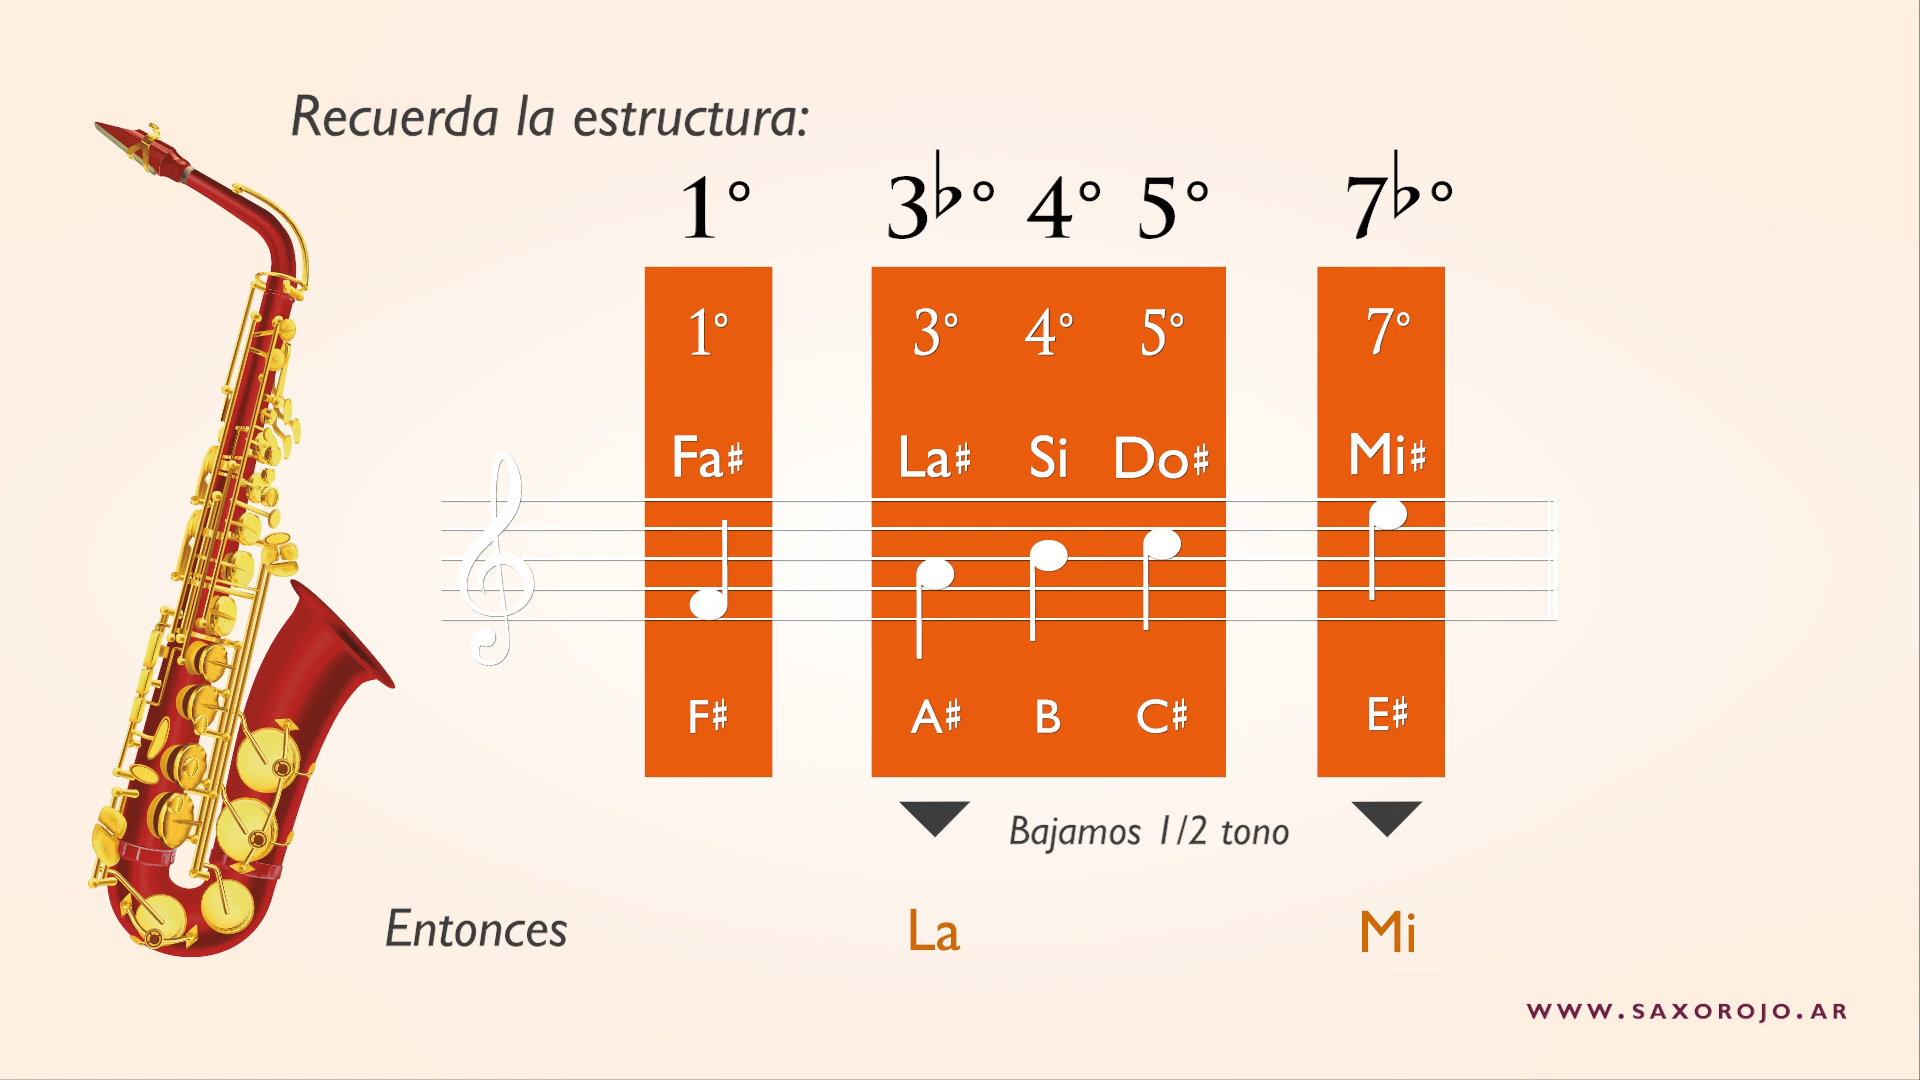 Recuerda la estructura:
1° 3♭° 4° 5° 7♭°
1° 3° 4° 5° 7°
Fa♯ La♯ Si Do♯ Mi♯
F♯ A♯ B C♯ E♯
Bajamos 1/2 tono
Entonces La Mi
WWW.SAXOROJO.AR